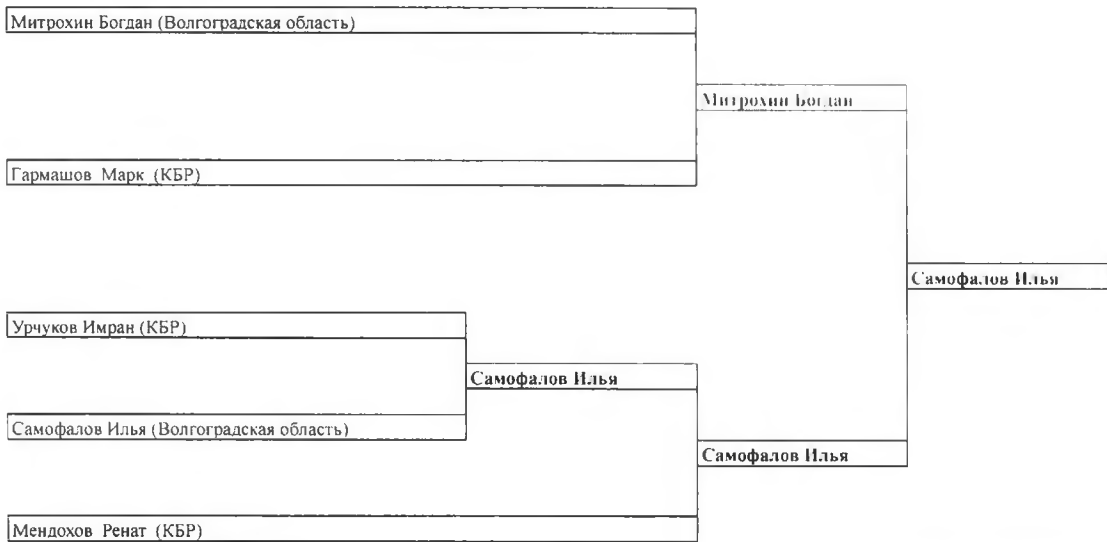 Митрохин Богдан (Волгоградская область)
Митрохин Богдан
Гармашов Марк (КБР)
Самофалов Илья
Урчуков Имран (КБР)
Самофалов Илья
Самофалов Илья (Волгоградская область)
Самофалов Илья
Мендохов Ренат (КБР)